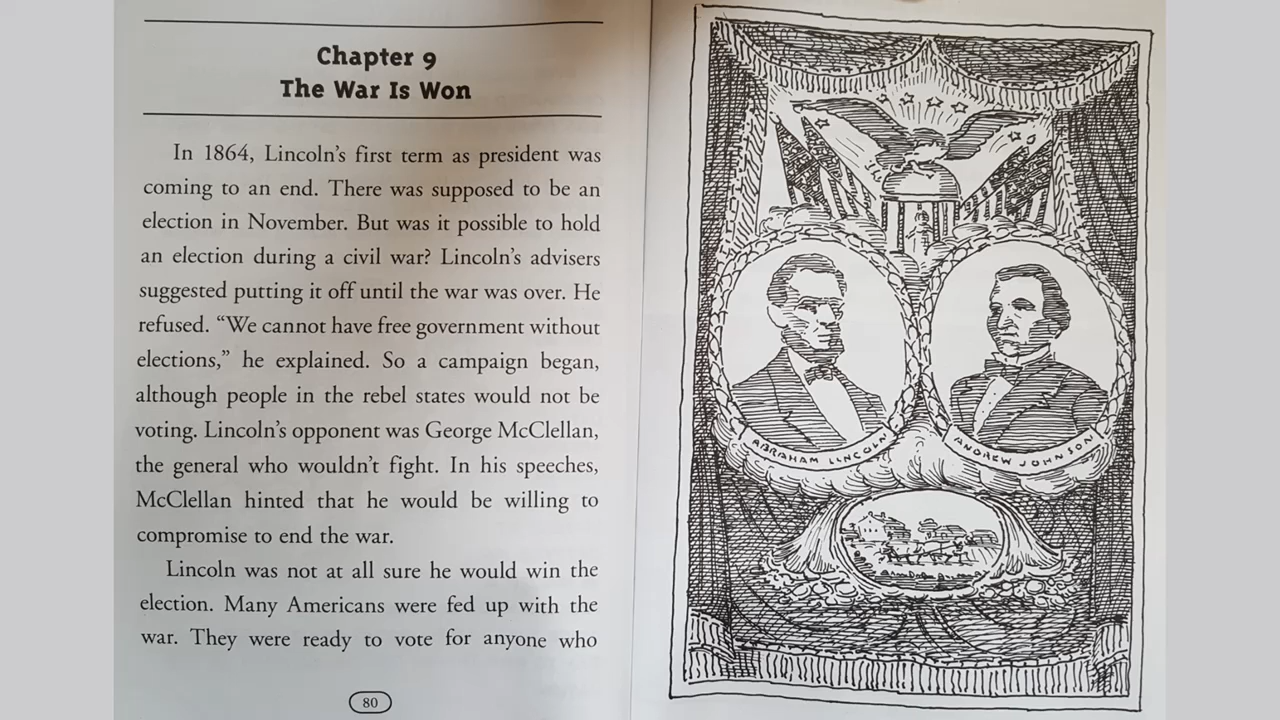 Chapter 9
The War Is Won
In 1864, Lincoln’s first term as president was
coming to an end. There was supposed to be an
election in November. But was it possible to hold
an election during a civil war? Lincoln’s advisers
suggested putting it off until the war was over. He
refused. “We cannot have free government without
elections,” he explained. So a campaign began,
although people in the rebel states would not be
voting. Lincoln’s opponent was George McClellan,
the general who wouldn’t fight. In his speeches,
McClellan hinted that he would be willing to
compromise to end the war.
Lincoln was not at all sure he would win the
election. Many Americans were fed up with the
war. They were ready to vote for anyone who
80
ABRAHAM LINCOLN
ANDREW JOHNSON